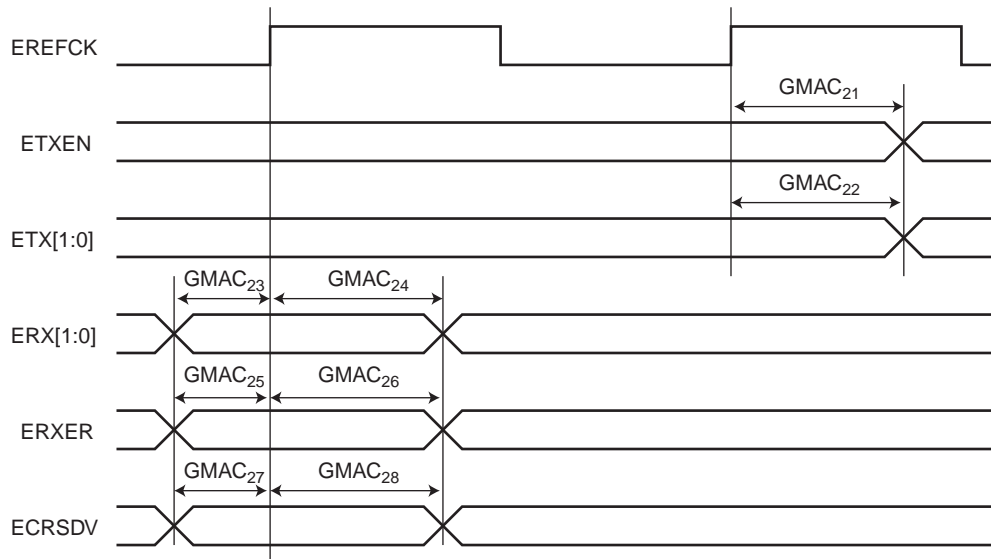 EREFCK
GMAC21
ETXEN
GMAC22
ETX[1:0]
GMAC23 GMAC24
ERX[1:0]
GMAC25 GMAC26
ERXER
GMAC27 GMAC28
ECRSDV